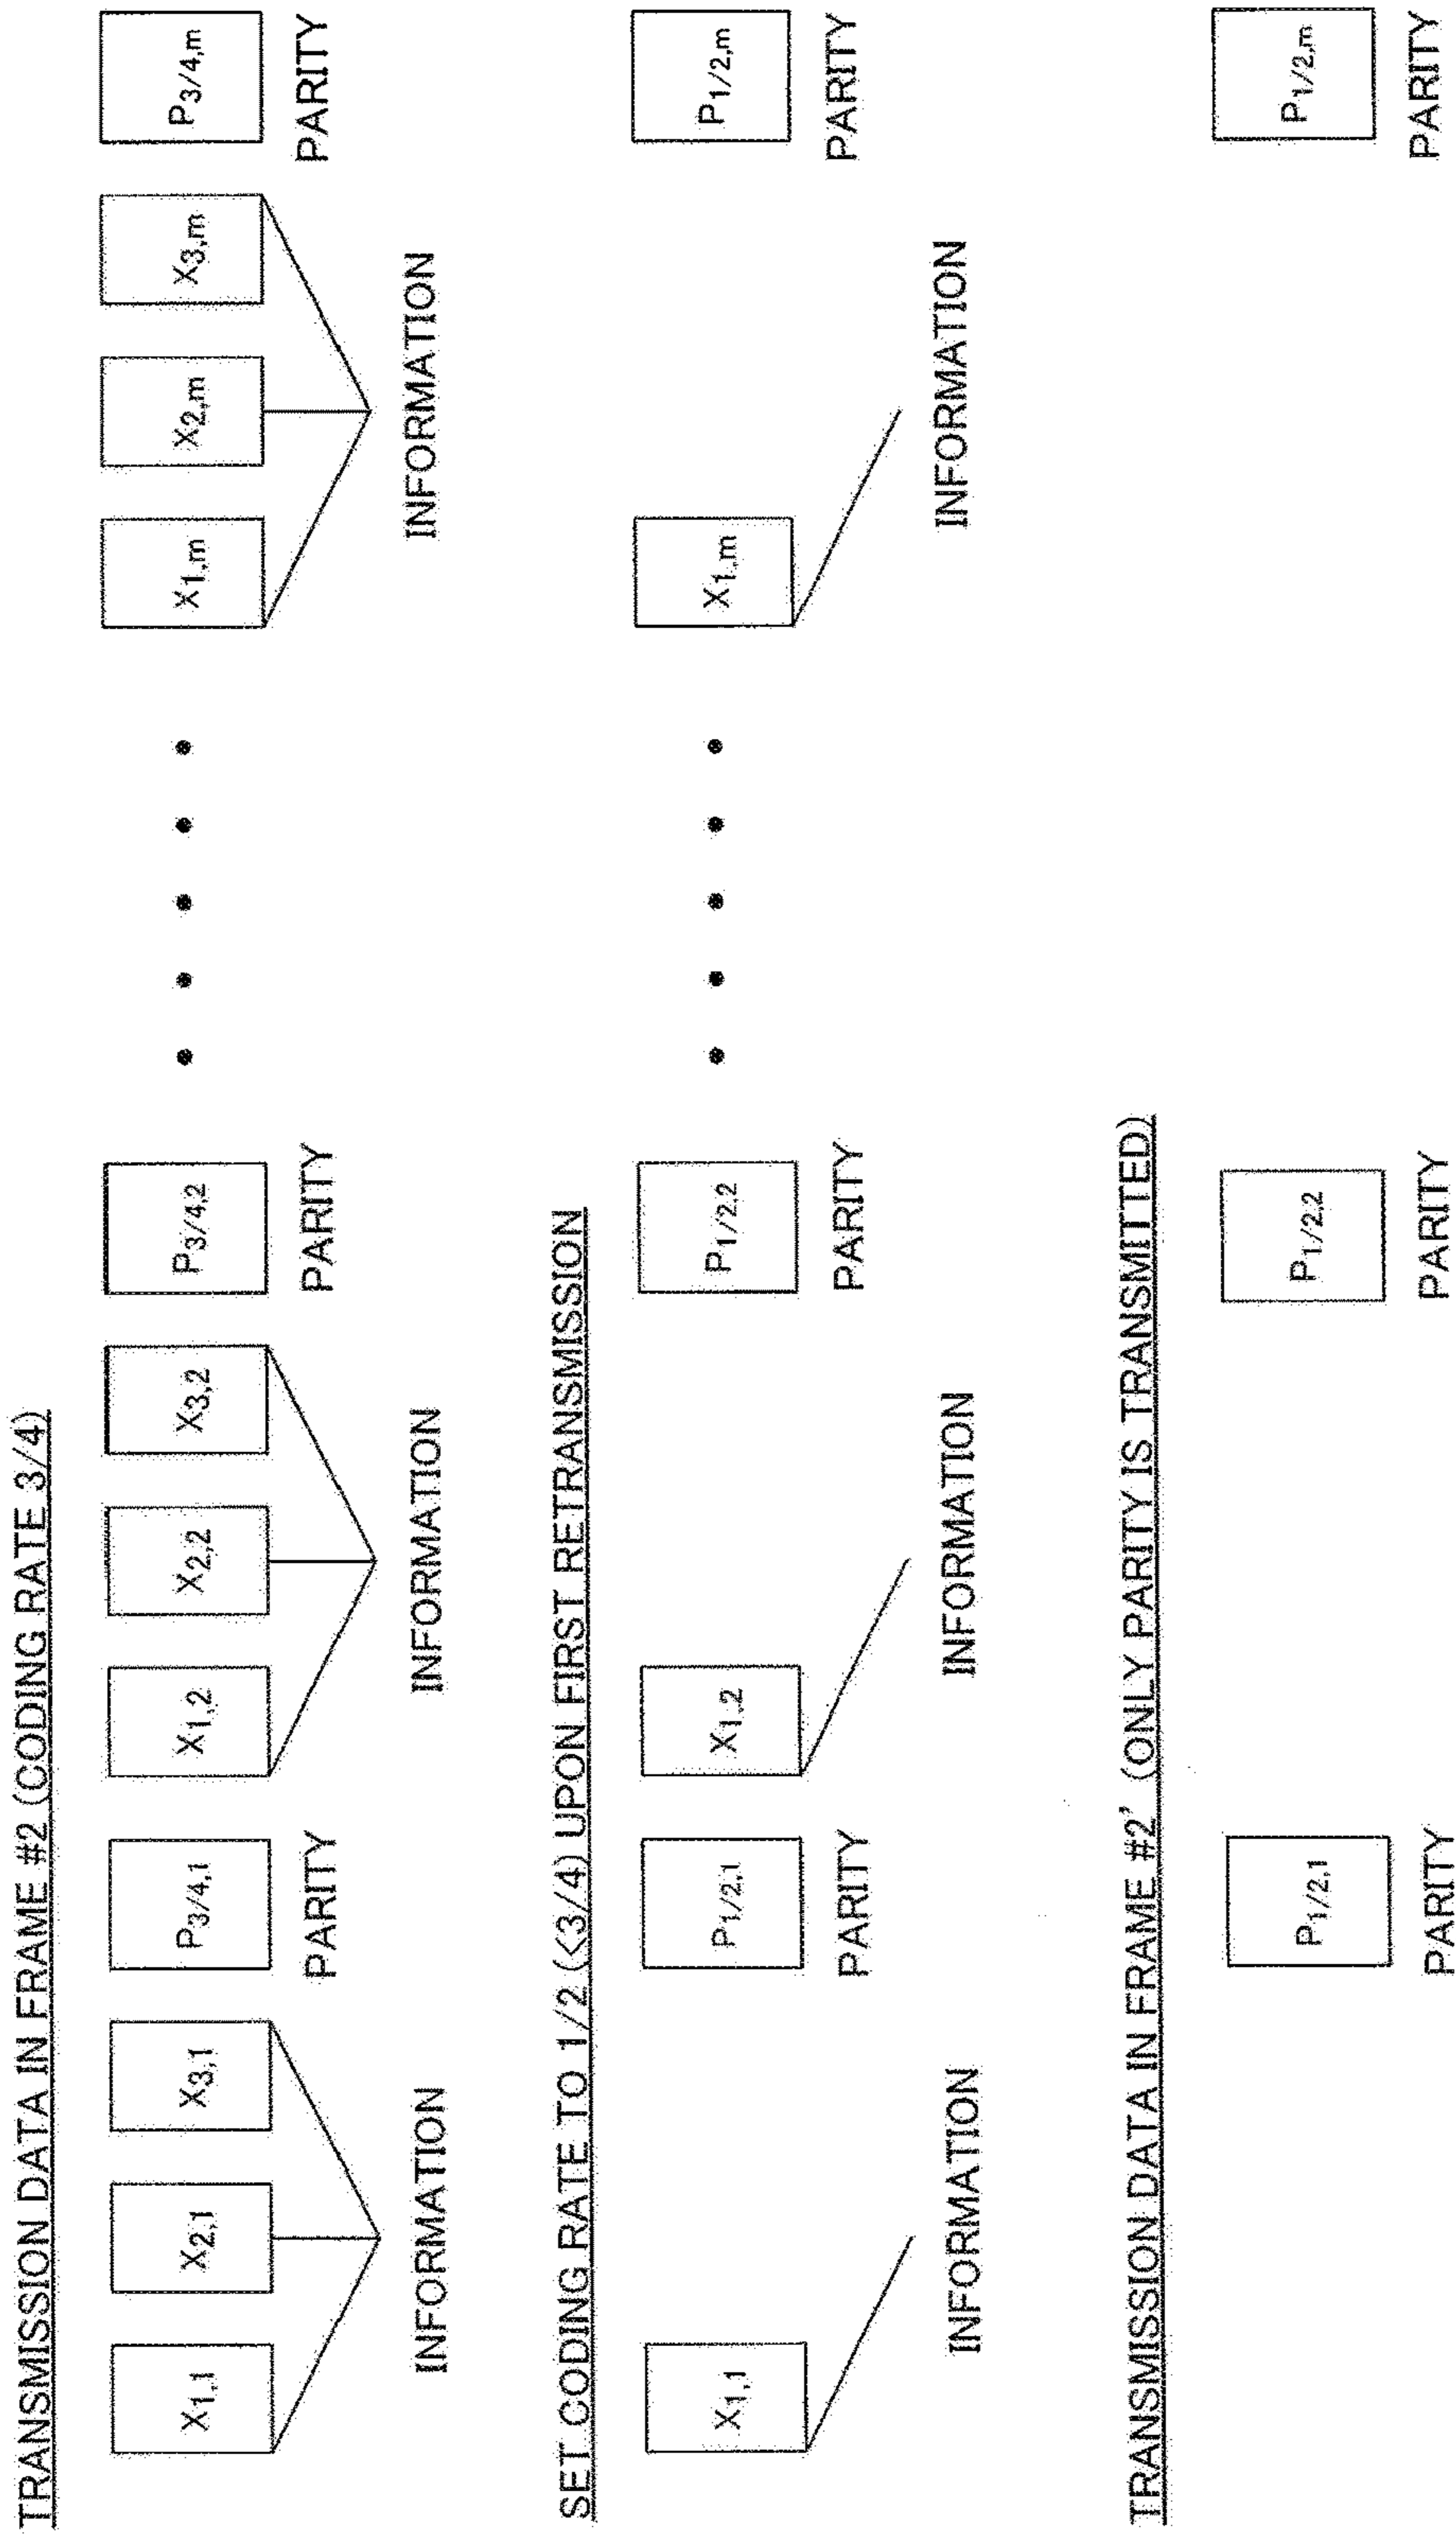 TRANSMISSION DATA IN FRAME #2 (CODING RATE 3/4)
X1,1 X2,1 X3,1 P3/4,1 X1,2 X2,2 X3,2 P3/4,2 • • • • • X1,m X2,m X3,m P3/4,m
PARITY PARITY PARITY
INFORMATION INFORMATION INFORMATION
SET CODING RATE TO 1/2 (<3/4) UPON FIRST RETRANSMISSION
X1,1 P1/2,1 X1,2 P1/2,2 • • • • • X1,m P1/2,m
PARITY PARITY PARITY
INFORMATION INFORMATION INFORMATION
TRANSMISSION DATA IN FRAME #2' (ONLY PARITY IS TRANSMITTED)
P1/2,1 P1/2,2 P1/2,m
PARITY PARITY PARITY